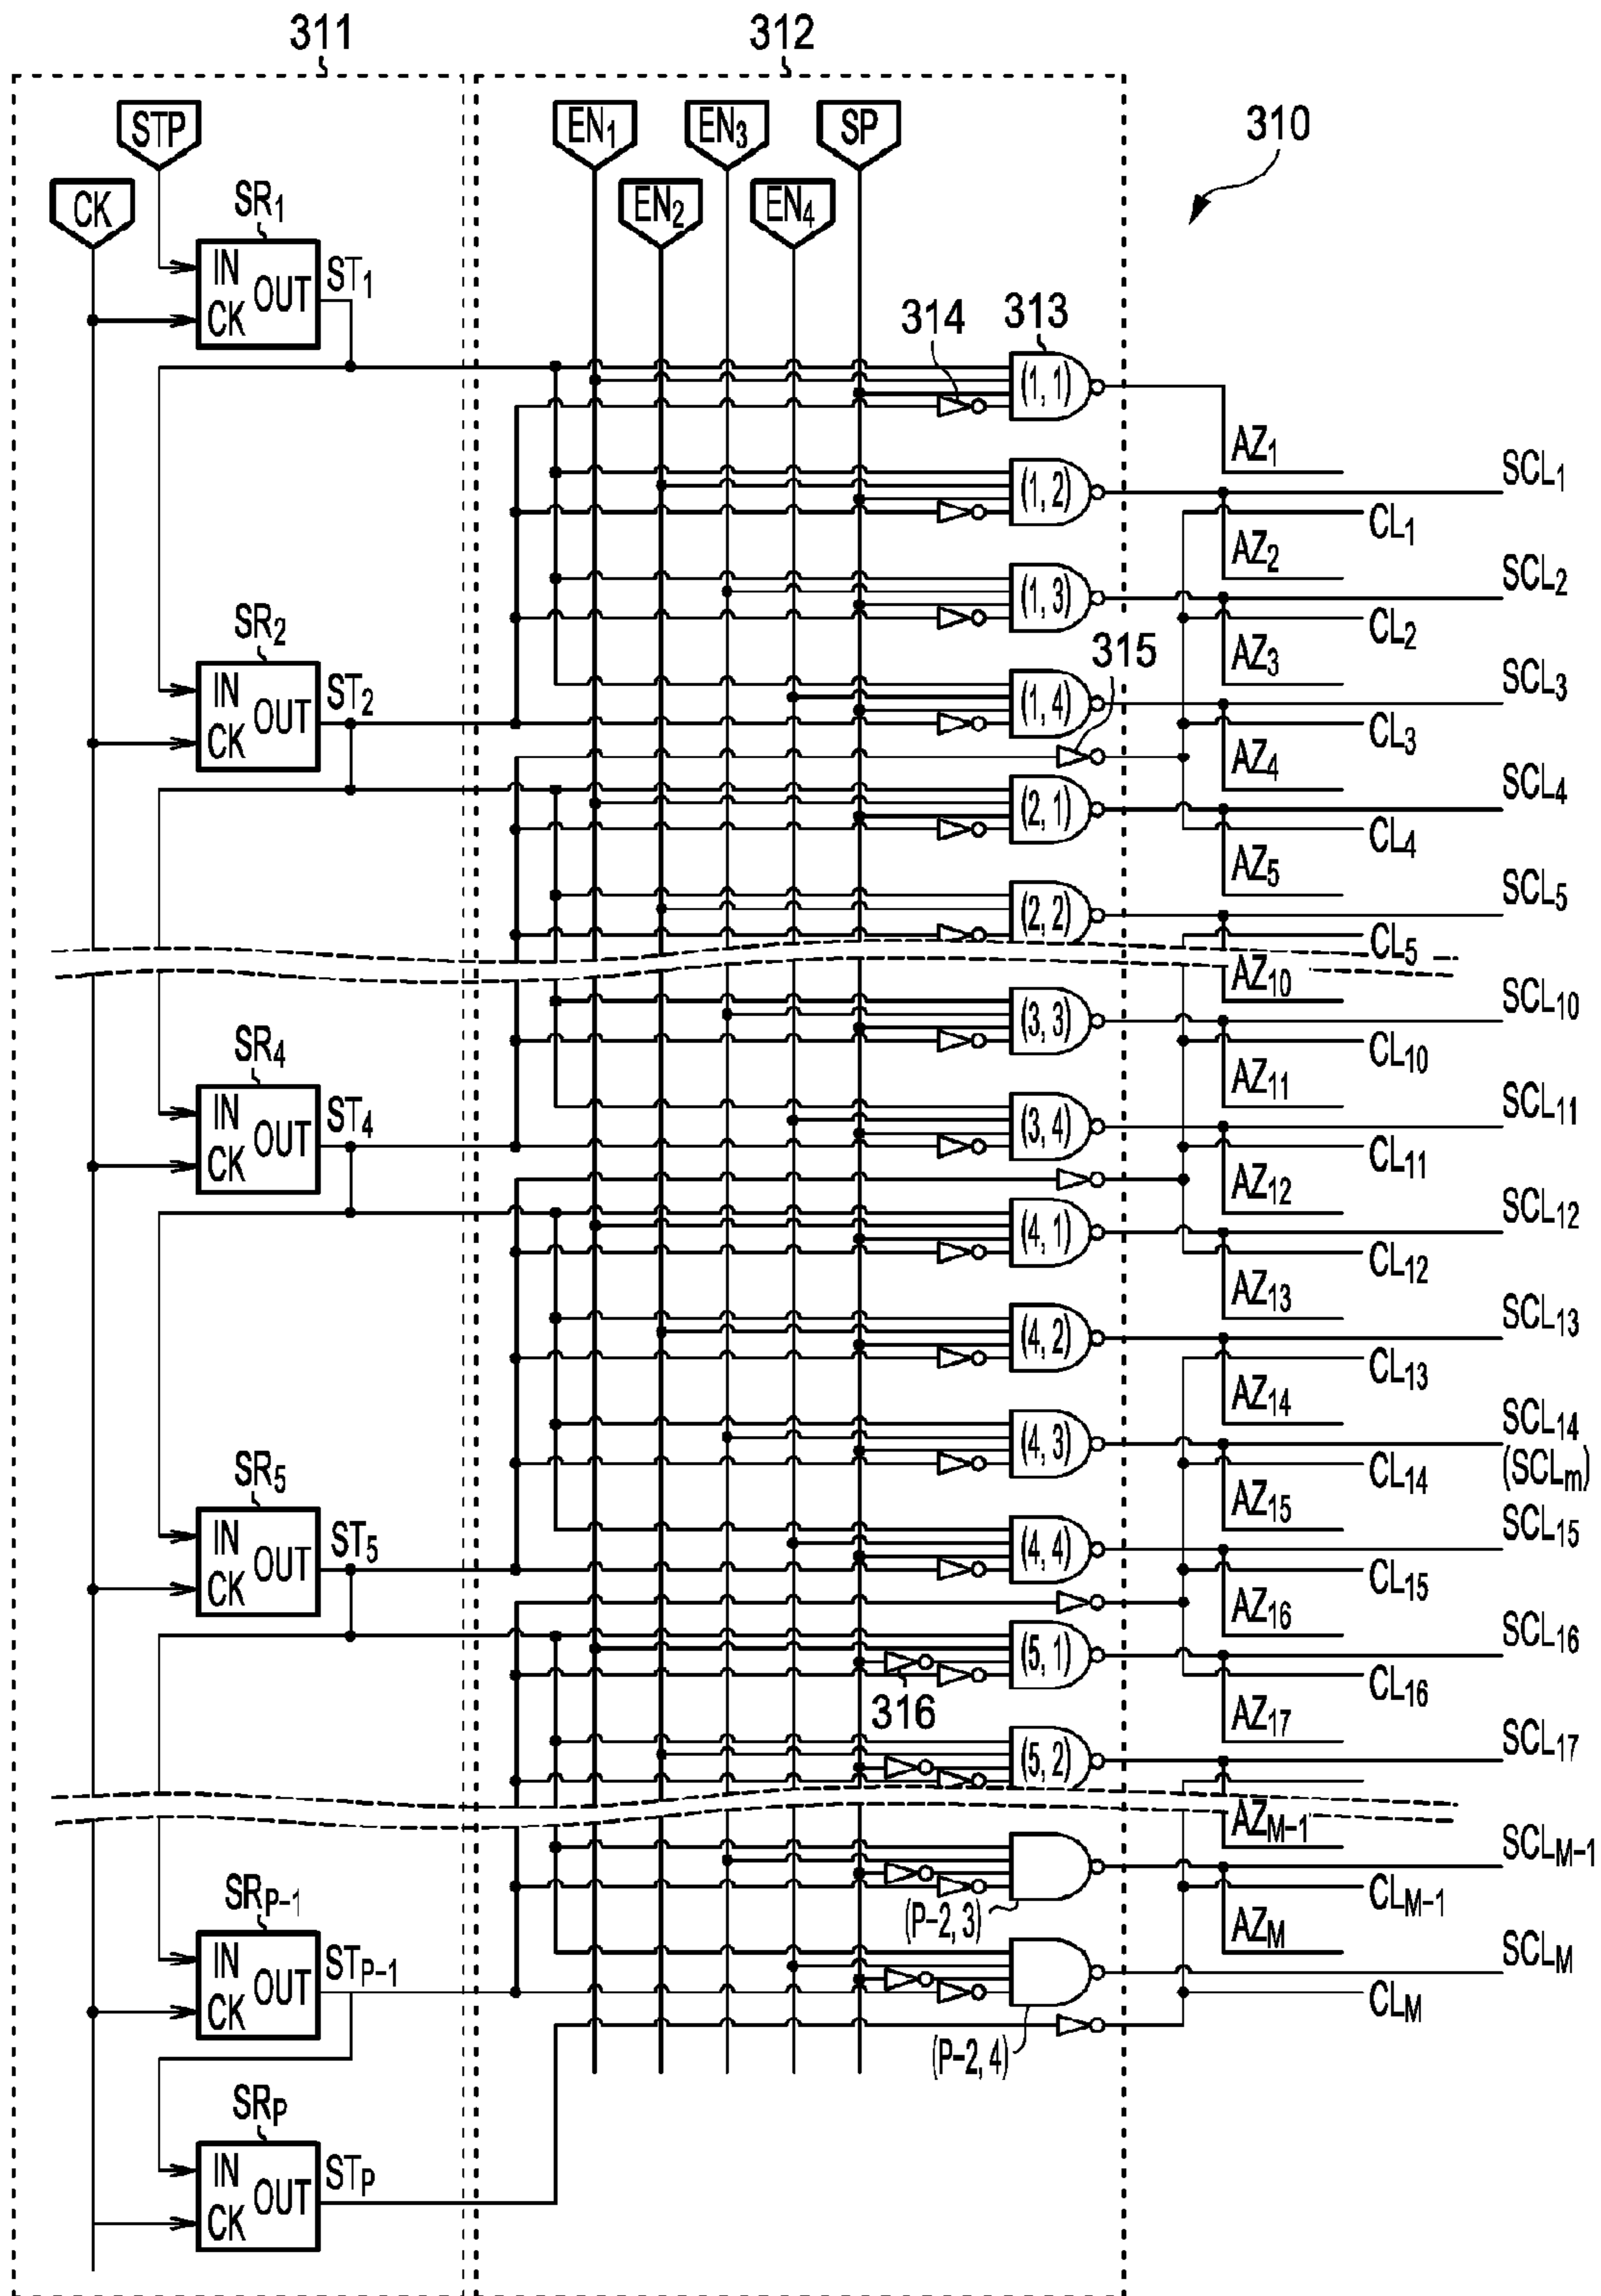 311
312
310
STP
EN1
EN3
SP
CK
EN2
EN4
SR1
IN
CK
OUT
ST1
314
313
(1, 1)
AZ1
SCL1
(1, 2)
CL1
AZ2
SCL2
(1, 3)
CL2
SR2
IN
CK
OUT
ST2
315
AZ3
SCL3
(1, 4)
CL3
AZ4
SCL4
(2, 1)
CL4
AZ5
SCL5
(2, 2)
CL5
AZ10
SCL10
(3, 3)
CL10
SR4
IN
CK
OUT
ST4
AZ11
SCL11
(3, 4)
CL11
AZ12
SCL12
(4, 1)
CL12
AZ13
SCL13
(4, 2)
CL13
AZ14
SCL14
(SCLm)
(4, 3)
CL14
SR5
IN
CK
OUT
ST5
AZ15
SCL15
(4, 4)
CL15
AZ16
SCL16
(5, 1)
CL16
316
AZ17
SCL17
(5, 2)
AZM-1
SCLM-1
(P-2, 3)
CLM-1
SRP-1
IN
CK
OUT
STP-1
AZM
SCLM
CLM
(P-2, 4)
SRP
IN
CK
OUT
STP